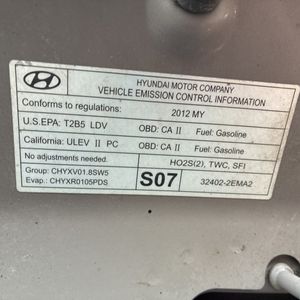 HYUNDAI MOTOR COMPANY
VEHICLE EMISSION CONTROL INFORMATION
Conforms to regulations: 2012 MY
U.S.EPA: T2B5 LDV OBD: CA II Fuel: Gasoline
California: ULEV II PC OBD: CA II Fuel: Gasoline
No adjustments needed. HO2S(2), TWC, SFI
Group: CHYXV01.8SW5
Evap.: CHYXR0105PDS
S07 32402-2EMA2